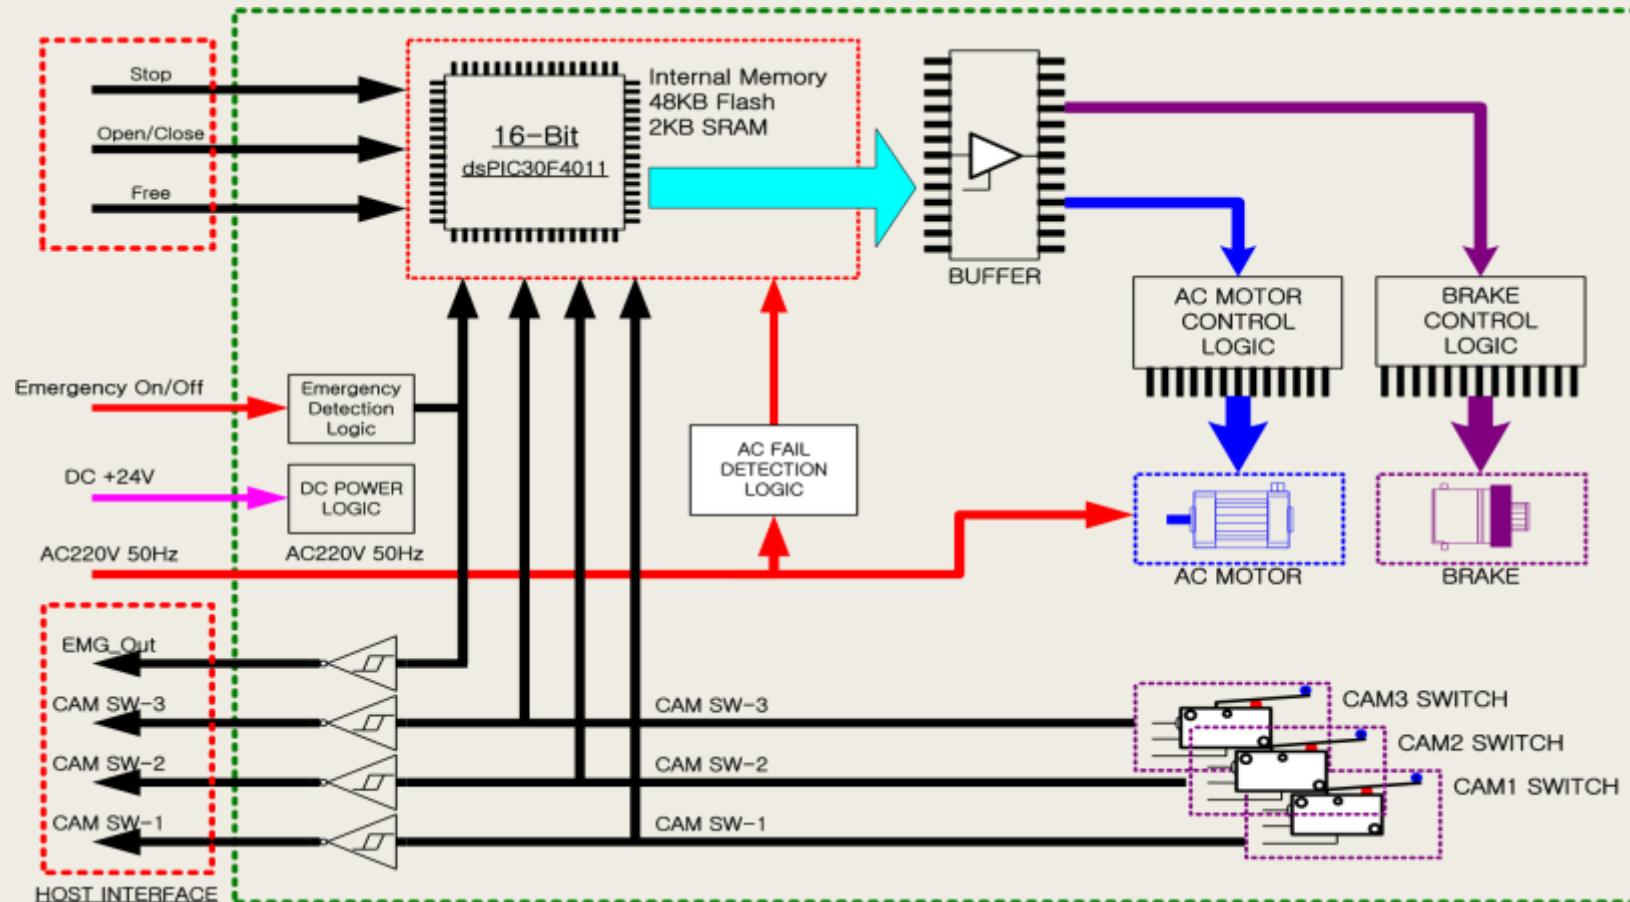 Stop
Open/Close
Free
16-Bit
dsPIC30F4011
Internal Memory
48KB Flash
2KB SRAM
BUFFER
AC MOTOR
CONTROL
LOGIC
BRAKE
CONTROL
LOGIC
Emergency On/Off
Emergency
Detection
Logic
DC +24V
DC POWER
LOGIC
AC FAIL
DETECTION
LOGIC
AC220V 50Hz
AC220V 50Hz
AC MOTOR
BRAKE
EMG_Out
CAM SW-3
CAM SW-3
CAM3 SWITCH
CAM SW-2
CAM SW-2
CAM2 SWITCH
CAM SW-1
CAM SW-1
CAM1 SWITCH
HOST INTERFACE